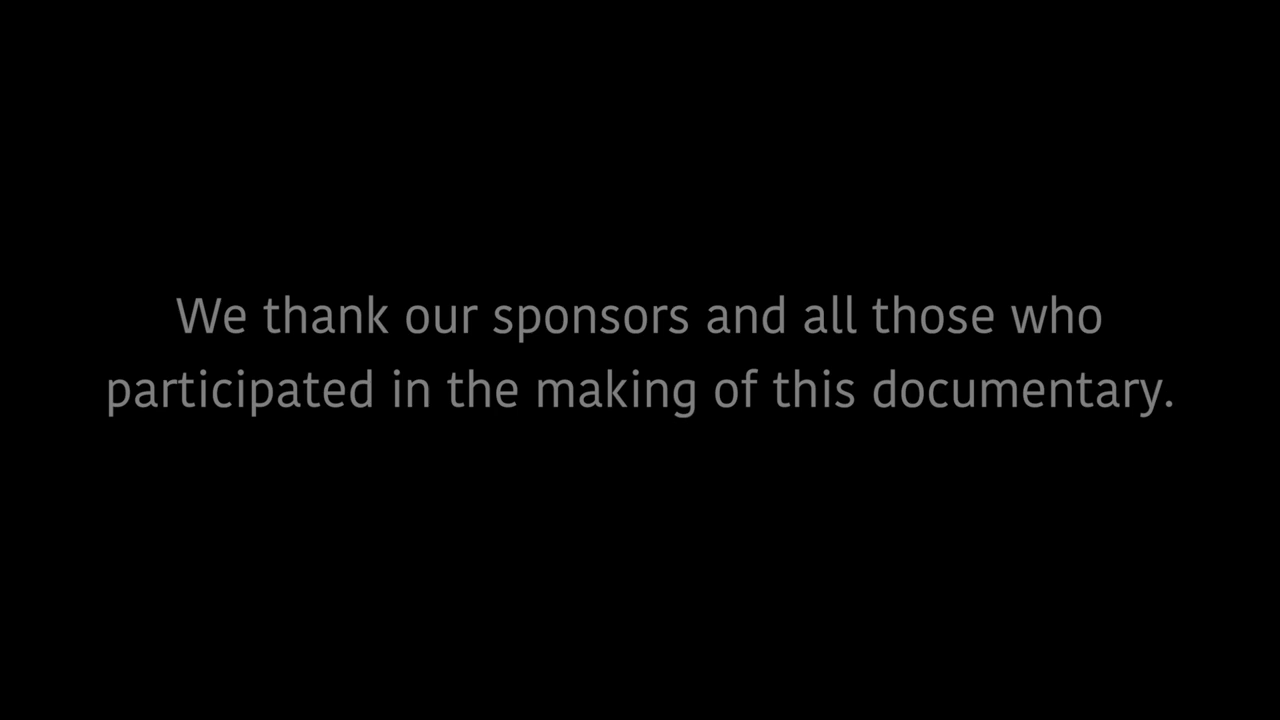 We thank our sponsors and all those who
participated in the making of this documentary.